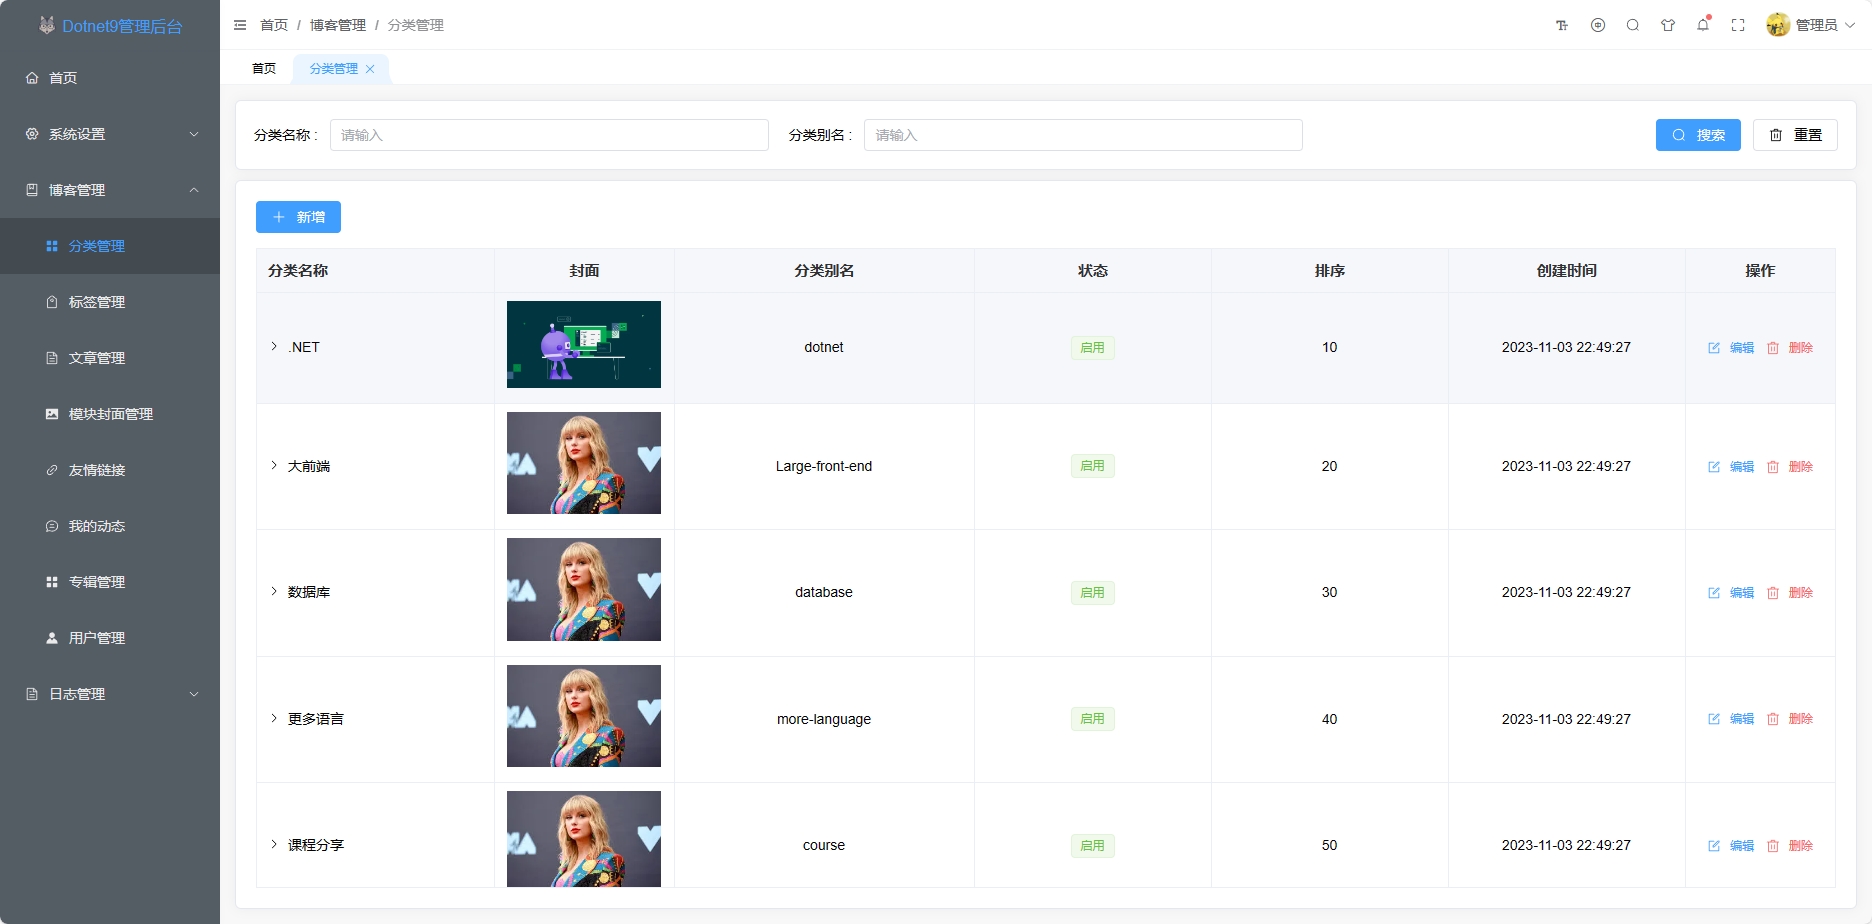 Dotnet9管理后台
首页
系统设置
博客管理
分类管理
标签管理
文章管理
模块封面管理
友情链接
我的动态
专辑管理
用户管理
日志管理
首页 / 博客管理 / 分类管理
管理员
首页 分类管理
分类名称 : 请输入 分类别名 : 请输入 搜索 重置
新增
分类名称 封面 分类别名 状态 排序 创建时间 操作
.NET dotnet 启用 10 2023-11-03 22:49:27 编辑 删除
大前端 Large-front-end 启用 20 2023-11-03 22:49:27 编辑 删除
数据库 database 启用 30 2023-11-03 22:49:27 编辑 删除
更多语言 more-language 启用 40 2023-11-03 22:49:27 编辑 删除
课程分享 course 启用 50 2023-11-03 22:49:27 编辑 删除